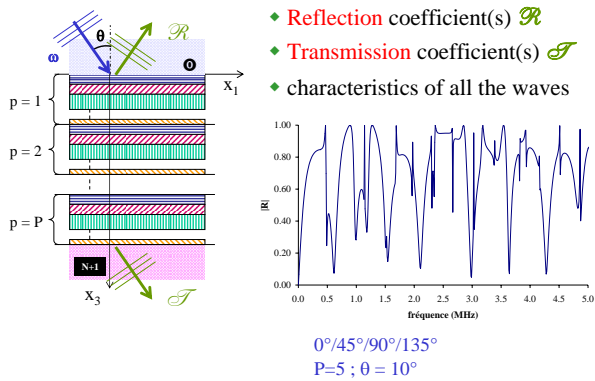 θ
ℛ
ω
O
x₁
p = 1
p = 2
p = P
N+1
x₃
𝒯
Reflection coefficient(s) ℛ
Transmission coefficient(s) 𝒯
characteristics of all the waves
|R|
1.00
0.80
0.60
0.40
0.20
0.00
0.0 0.5 1.0 1.5 2.0 2.5 3.0 3.5 4.0 4.5 5.0
fréquence (MHz)
0°/45°/90°/135°
P=5 ; θ = 10°